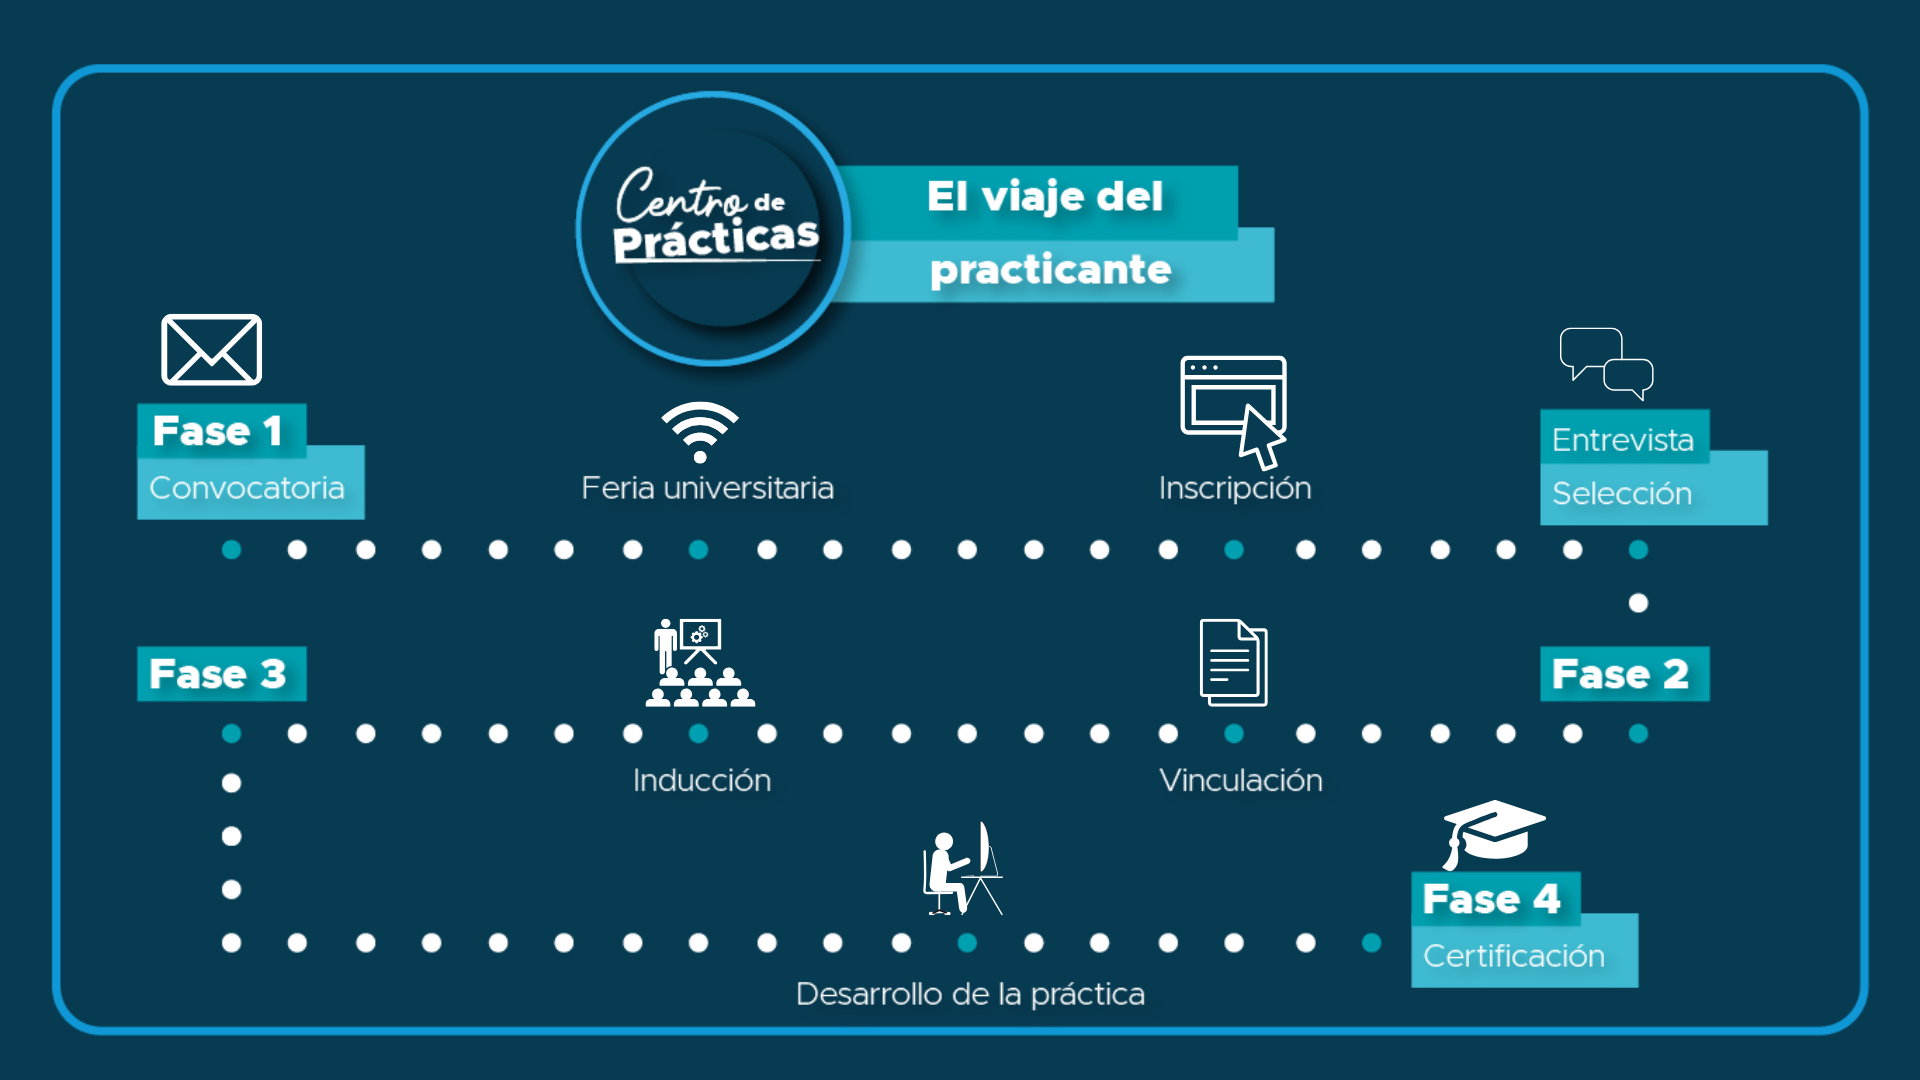 Centro de
Prácticas
El viaje del
practicante
Fase 1
Convocatoria
Feria universitaria
Inscripción
Entrevista
Selección
Fase 3
Fase 2
Inducción
Vinculación
Fase 4
Certificación
Desarrollo de la práctica